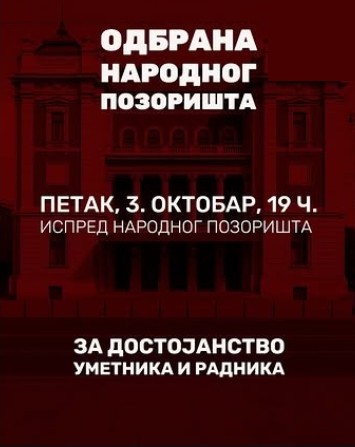 ОДБРАНА
НАРОДНОГ
ПОЗОРИШТА
ПЕТАК, 3. ОКТОБАР, 19 Ч.
ИСПРЕД НАРОДНОГ ПОЗОРИШТА
ЗА ДОСТОЈАНСТВО
УМЕТНИКА И РАДНИКА